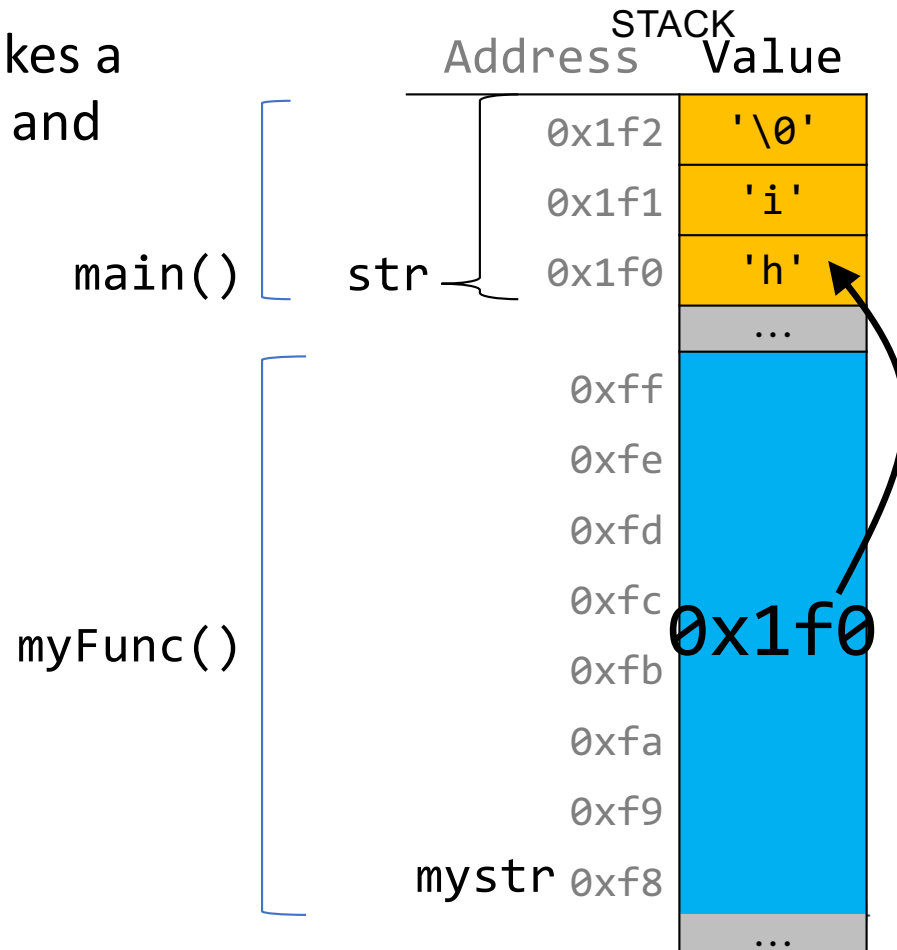 STACK
kes a
Address Value
and
0x1f2 '\0'
0x1f1 'i'
main() str 0x1f0 'h'
...
0xff
0xfe
0xfd
0xfc
0x1f0
myFunc()
0xfb
0xfa
0xf9
mystr 0xf8
...